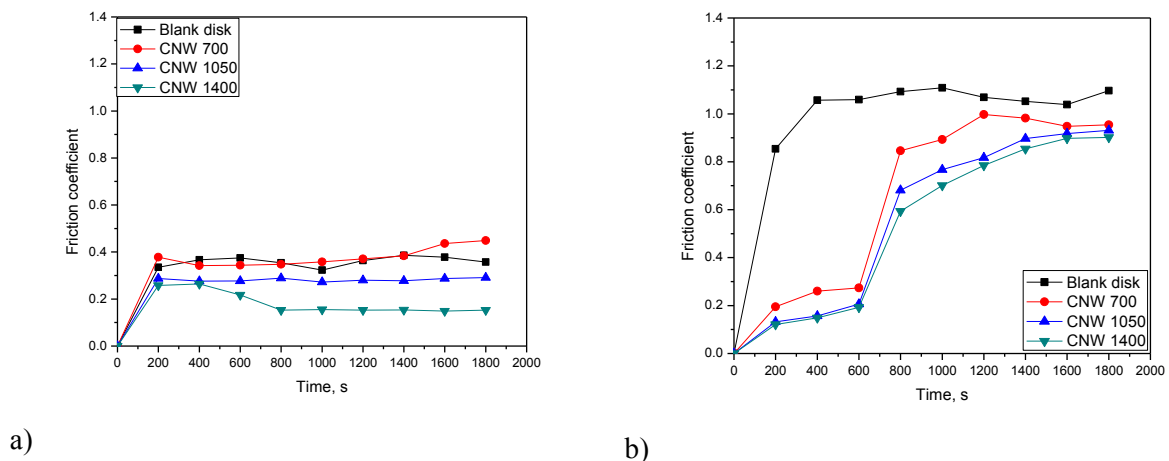 1.4
1.2
1.0
0.8
0.6
0.4
0.2
0.0
Friction coefficient
Blank disk
CNW 700
CNW 1050
CNW 1400
0 200 400 600 800 1000 1200 1400 1600 1800 2000
Time, s
a)
1.4
1.2
1.0
0.8
0.6
0.4
0.2
0.0
Friction coefficient
Blank disk
CNW 700
CNW 1050
CNW 1400
0 200 400 600 800 1000 1200 1400 1600 1800 2000
Time, s
b)